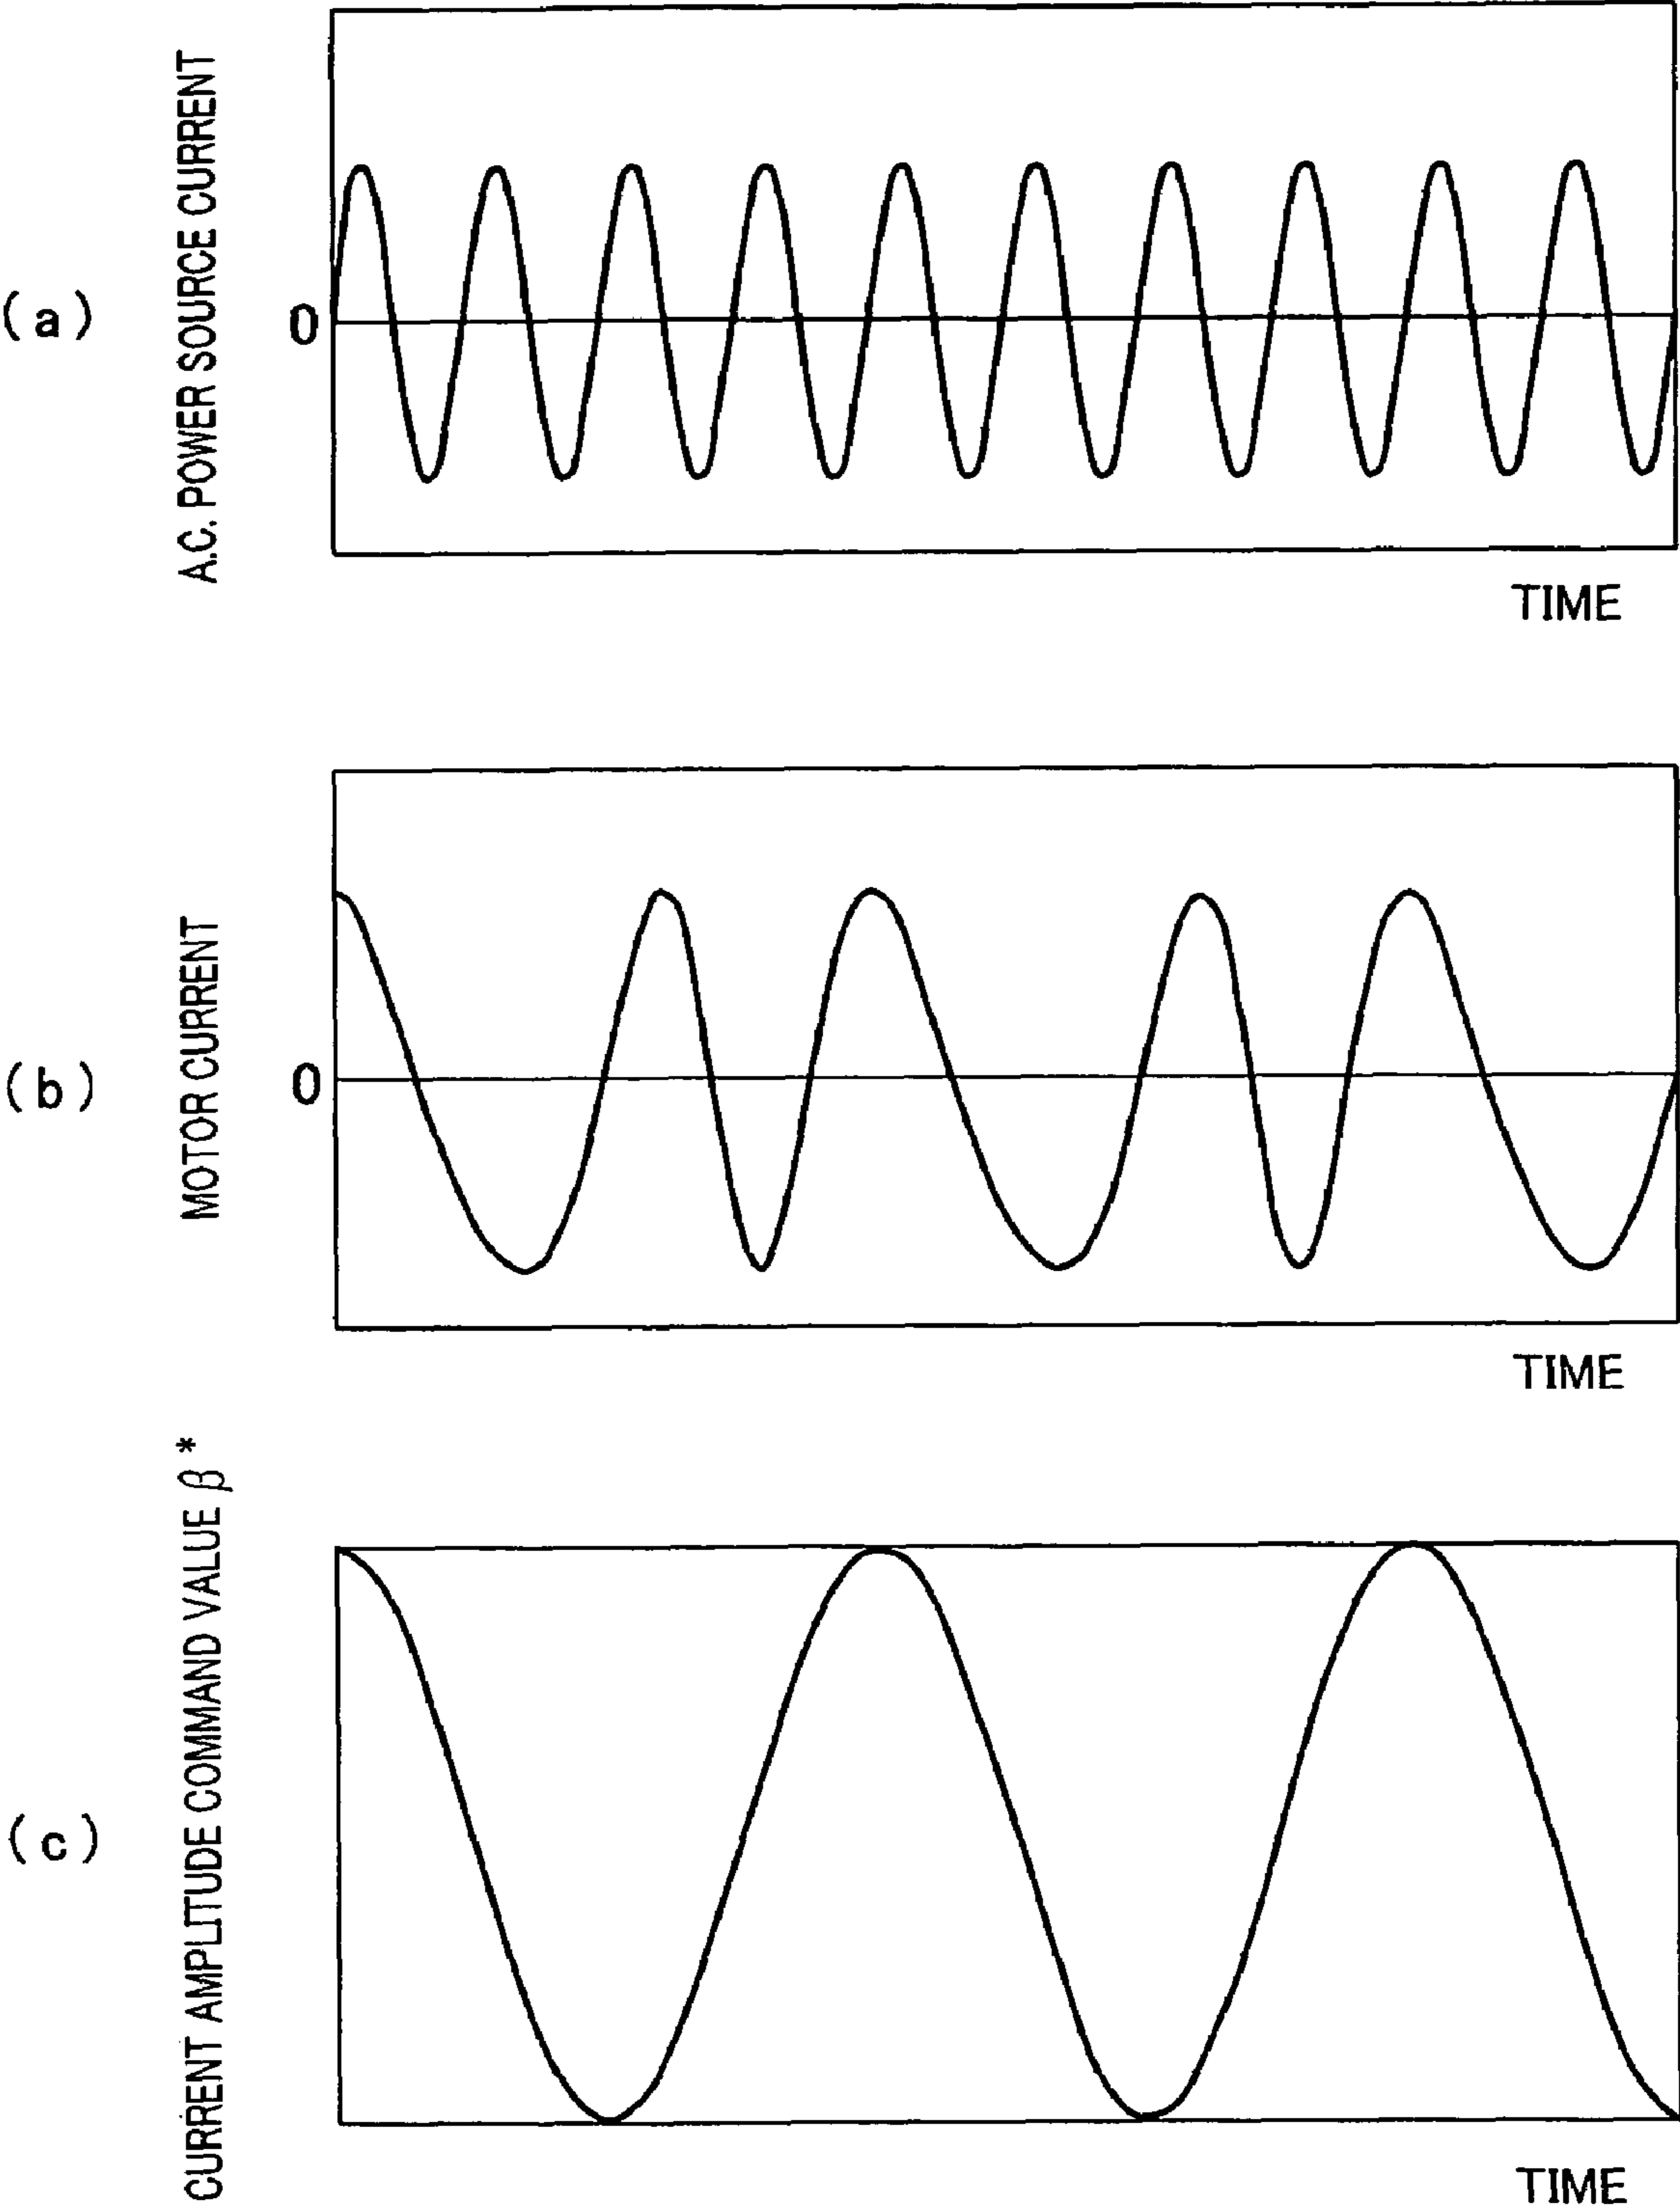 (a)
A.C. POWER SOURCE CURRENT
0
TIME
(b)
MOTOR CURRENT
0
TIME
(c)
CURRENT AMPLITUDE COMMAND VALUE β*
TIME